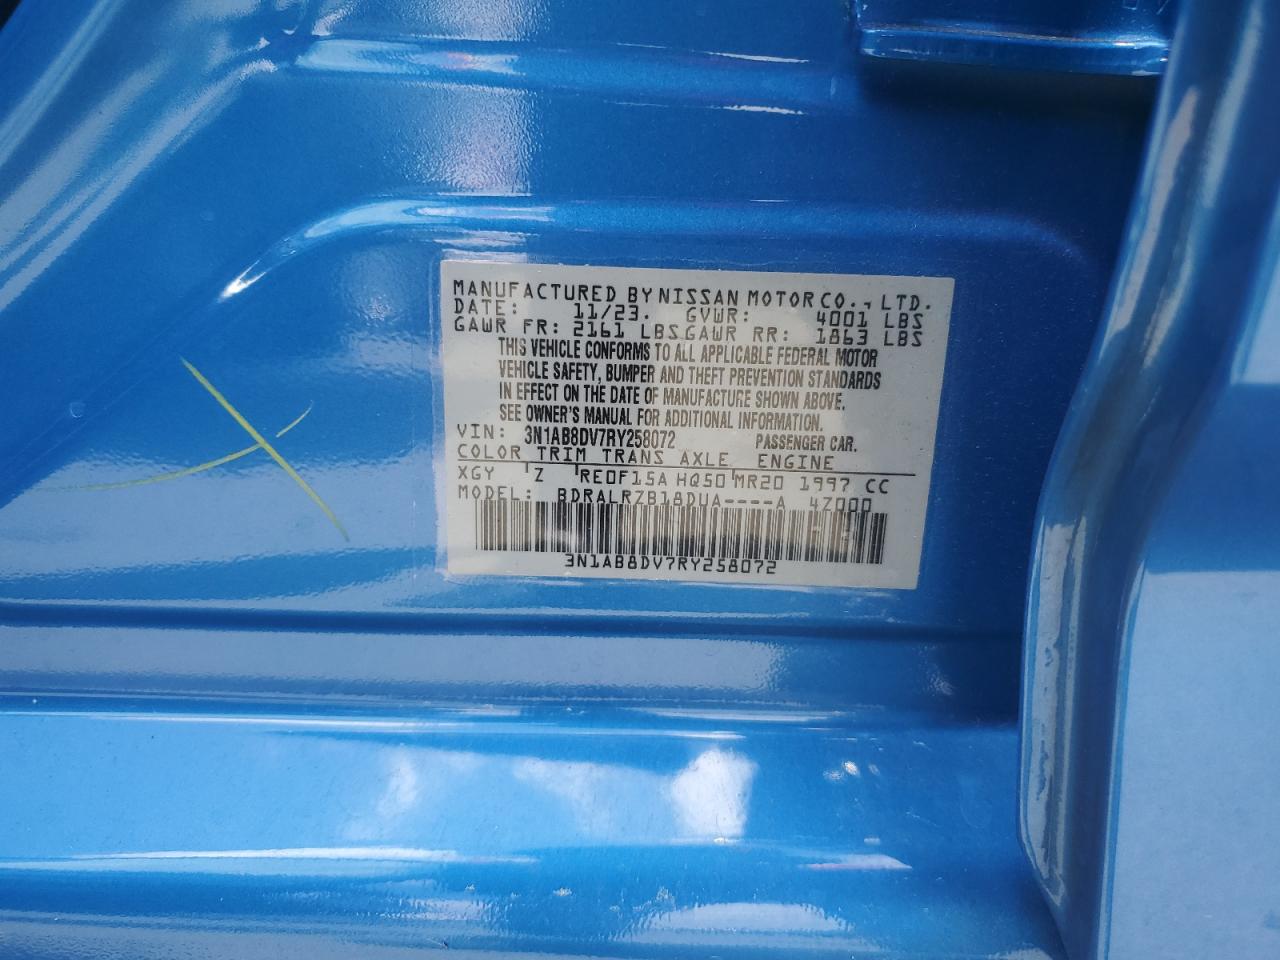 MANUFACTURED BY NISSAN MOTOR CO., LTD.
DATE: 11/23. GVWR: 4001 LBS
GAWR FR: 2161 LBS GAWR RR: 1863 LBS
THIS VEHICLE CONFORMS TO ALL APPLICABLE FEDERAL MOTOR
VEHICLE SAFETY, BUMPER AND THEFT PREVENTION STANDARDS
IN EFFECT ON THE DATE OF MANUFACTURE SHOWN ABOVE.
SEE OWNER'S MANUAL FOR ADDITIONAL INFORMATION.
VIN: 3N1AB8DV7RY258072 PASSENGER CAR.
COLOR TRIM TRANS AXLE ENGINE
XGY Z RE0F15A HQ50 MR20 1997 CC
MODEL: BDRALRZB18DUA----A 4Z000
3N1AB8DV7RY258072